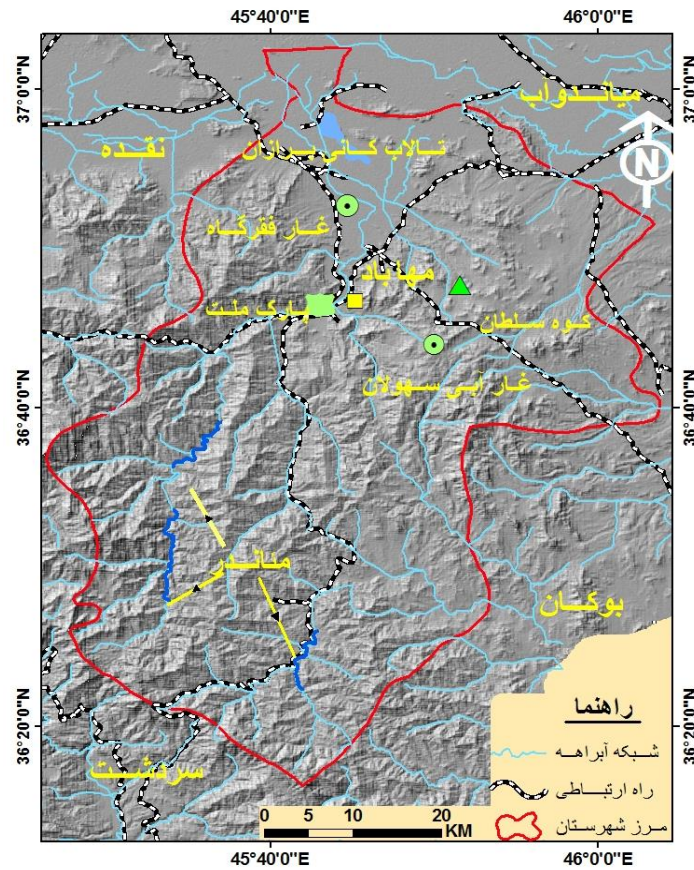 45°40'0"E
46°0'0"E
37°0'0"N
37°0'0"N
میاندواب
N
نقده
تالاب کانی برازان
غار فقرگاه
مهاباد
پارک ملت
کوه سلطان
غار آبی سهولان
36°40'0"N
36°40'0"N
مئاندر
بوکان
36°20'0"N
36°20'0"N
سردشت
راهنما
شبکه آبراهه
راه ارتباطی
مرز شهرستان
0 5 10 20
KM
45°40'0"E
46°0'0"E